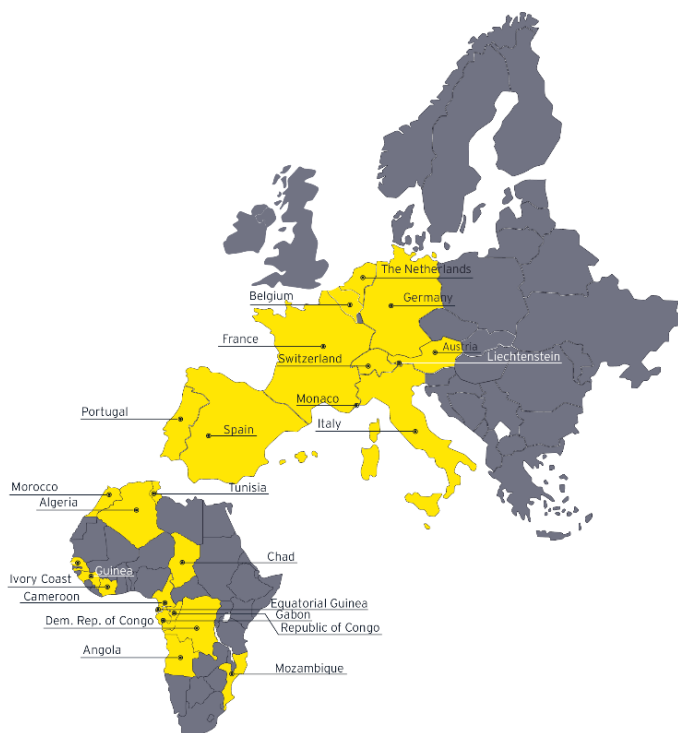 The Netherlands
Belgium
Germany
France
Austria
Switzerland
Liechtenstein
Monaco
Portugal
Italy
Spain
Morocco
Tunisia
Algeria
Chad
Guinea
Ivory Coast
Cameroon
Equatorial Guinea
Gabon
Dem. Rep. of Congo
Republic of Congo
Angola
Mozambique